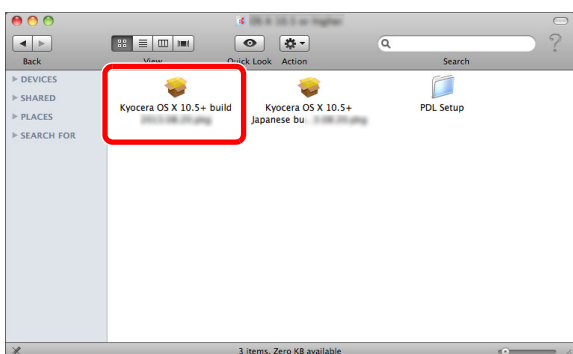 OS X 10.5 or higher
Back
View
Quick Look
Action
Search
DEVICES
SHARED
PLACES
SEARCH FOR
Kyocera OS X 10.5+ build
Kyocera OS X 10.5+
Japanese bu
PDL Setup
3 items, Zero KB available